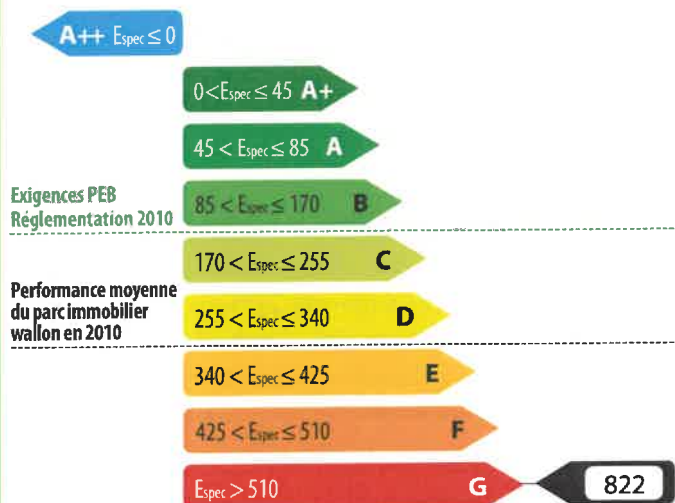 A++ Espec ≤ 0
0 < Espec ≤ 45 A+
45 < Espec ≤ 85 A
Exigences PEB
Réglementation 2010
85 < Espec ≤ 170 B
170 < Espec ≤ 255 C
Performance moyenne
du parc immobilier
wallon en 2010
255 < Espec ≤ 340 D
340 < Espec ≤ 425 E
425 < Espec ≤ 510 F
Espec > 510 G 822